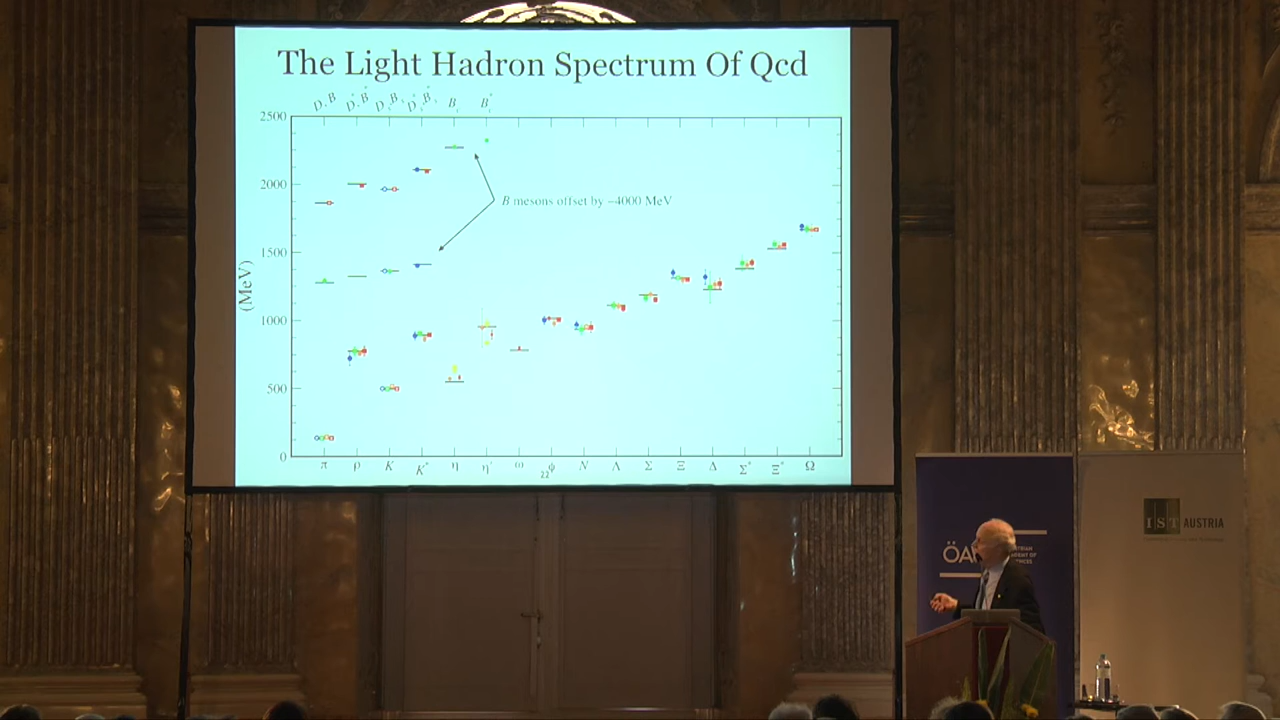 The Light Hadron Spectrum Of Qcd
2500
2000
1500
1000
500
0
(MeV)
B mesons offset by −4000 MeV
π ρ K K* η η′ ω ϕ N Λ Σ Ξ Δ Σ* Ξ* Ω
22
IST AUSTRIA